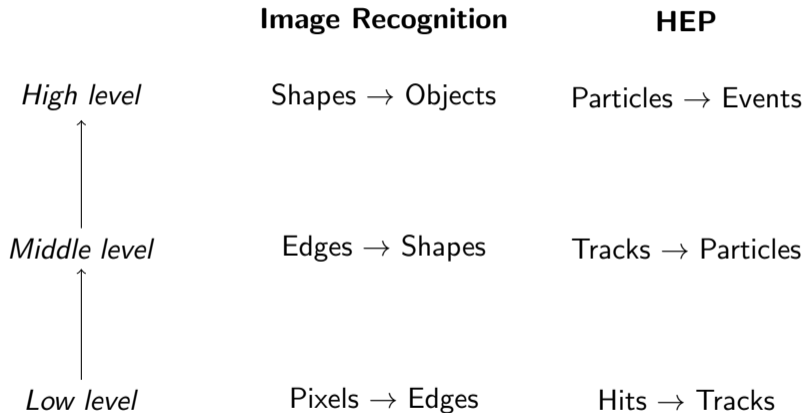 Image Recognition HEP
High level Shapes → Objects Particles → Events
Middle level Edges → Shapes Tracks → Particles
Low level Pixels → Edges Hits → Tracks